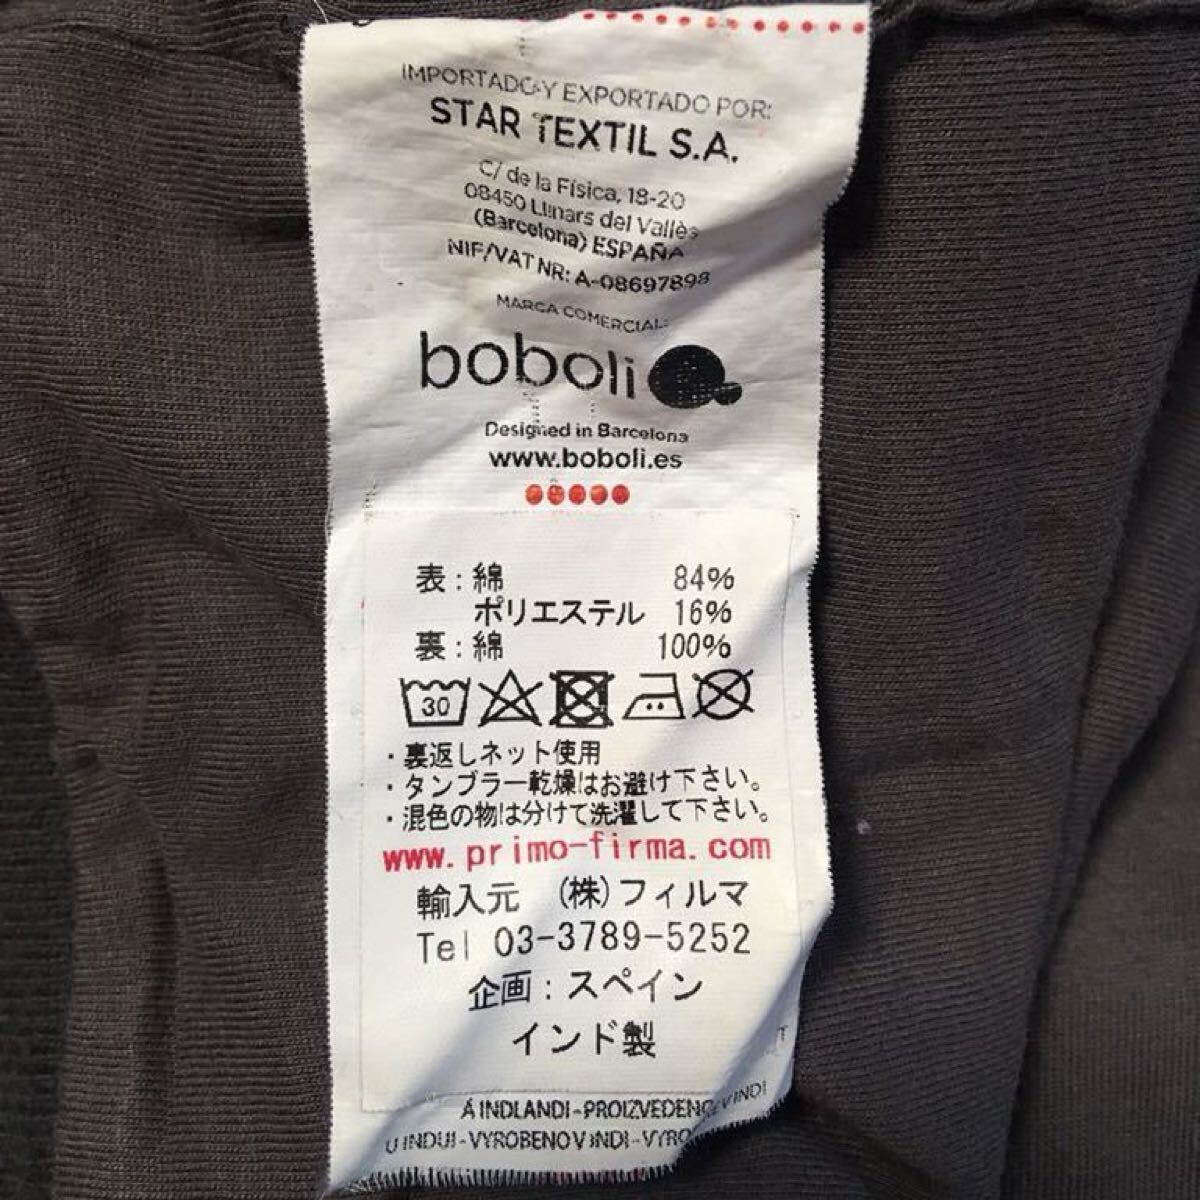 IMPORTADO Y EXPORTADO POR:
STAR TEXTIL S.A.
C/ de la Física, 18-20
08450 Llinars del Vallès
(Barcelona) ESPAÑA
NIF/VAT NR: A-08697898
MARCA COMERCIAL:
boboli
Designed in Barcelona
www.boboli.es
表:綿 84%
ポリエステル 16%
裏:綿 100%
30
・裏返しネット使用
・タンブラー乾燥はお避け下さい。
・混色の物は分けて洗濯して下さい。
www.primo-firma.com
輸入元 (株)フィルマ
Tel 03-3789-5252
企画:スペイン
インド製
Á INDLANDI - PROIZVEDENO V INDI
U INDIJI - VYROBENO V INDI - VYRO